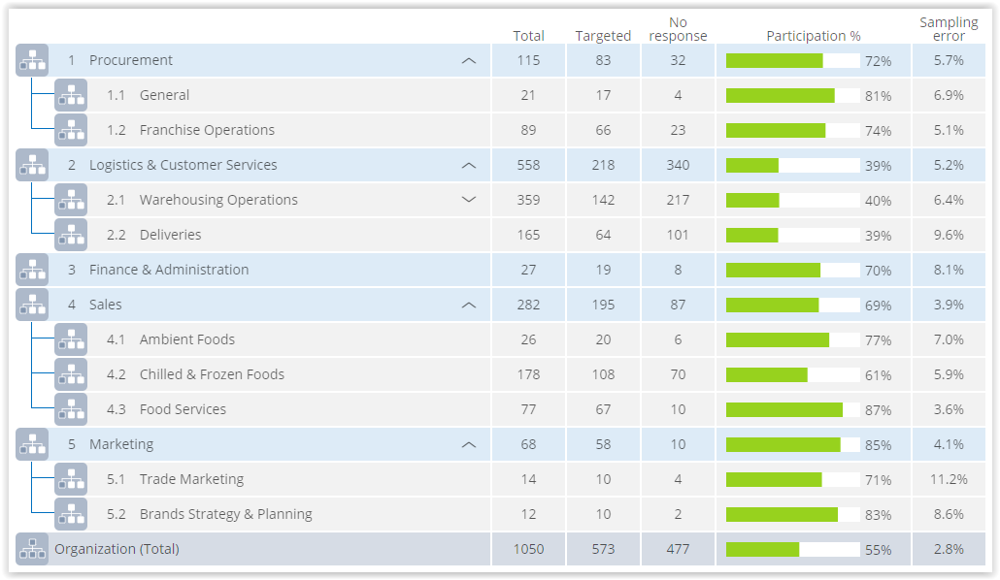 Total Targeted No response Participation % Sampling error
1 Procurement 115 83 32 72% 5.7%
1.1 General 21 17 4 81% 6.9%
1.2 Franchise Operations 89 66 23 74% 5.1%
2 Logistics & Customer Services 558 218 340 39% 5.2%
2.1 Warehousing Operations 359 142 217 40% 6.4%
2.2 Deliveries 165 64 101 39% 9.6%
3 Finance & Administration 27 19 8 70% 8.1%
4 Sales 282 195 87 69% 3.9%
4.1 Ambient Foods 26 20 6 77% 7.0%
4.2 Chilled & Frozen Foods 178 108 70 61% 5.9%
4.3 Food Services 77 67 10 87% 3.6%
5 Marketing 68 58 10 85% 4.1%
5.1 Trade Marketing 14 10 4 71% 11.2%
5.2 Brands Strategy & Planning 12 10 2 83% 8.6%
Organization (Total) 1050 573 477 55% 2.8%